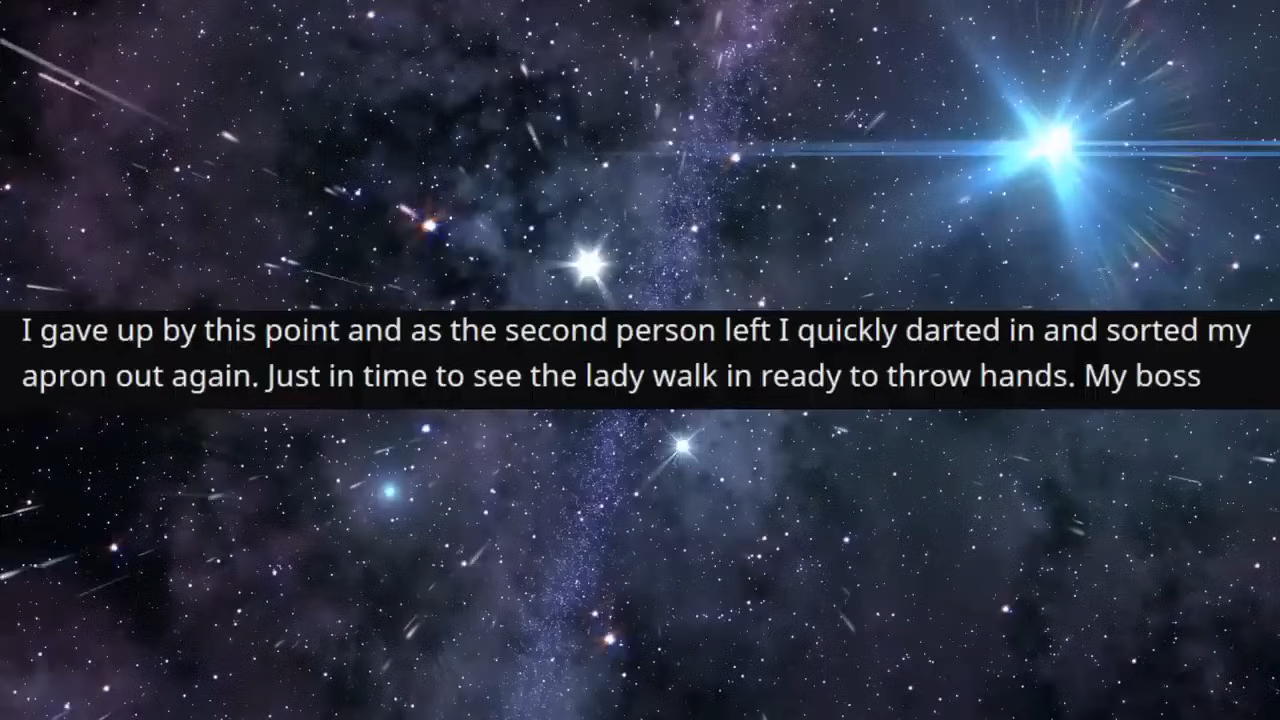 I gave up by this point and as the second person left I quickly darted in and sorted my
apron out again. Just in time to see the lady walk in ready to throw hands. My boss